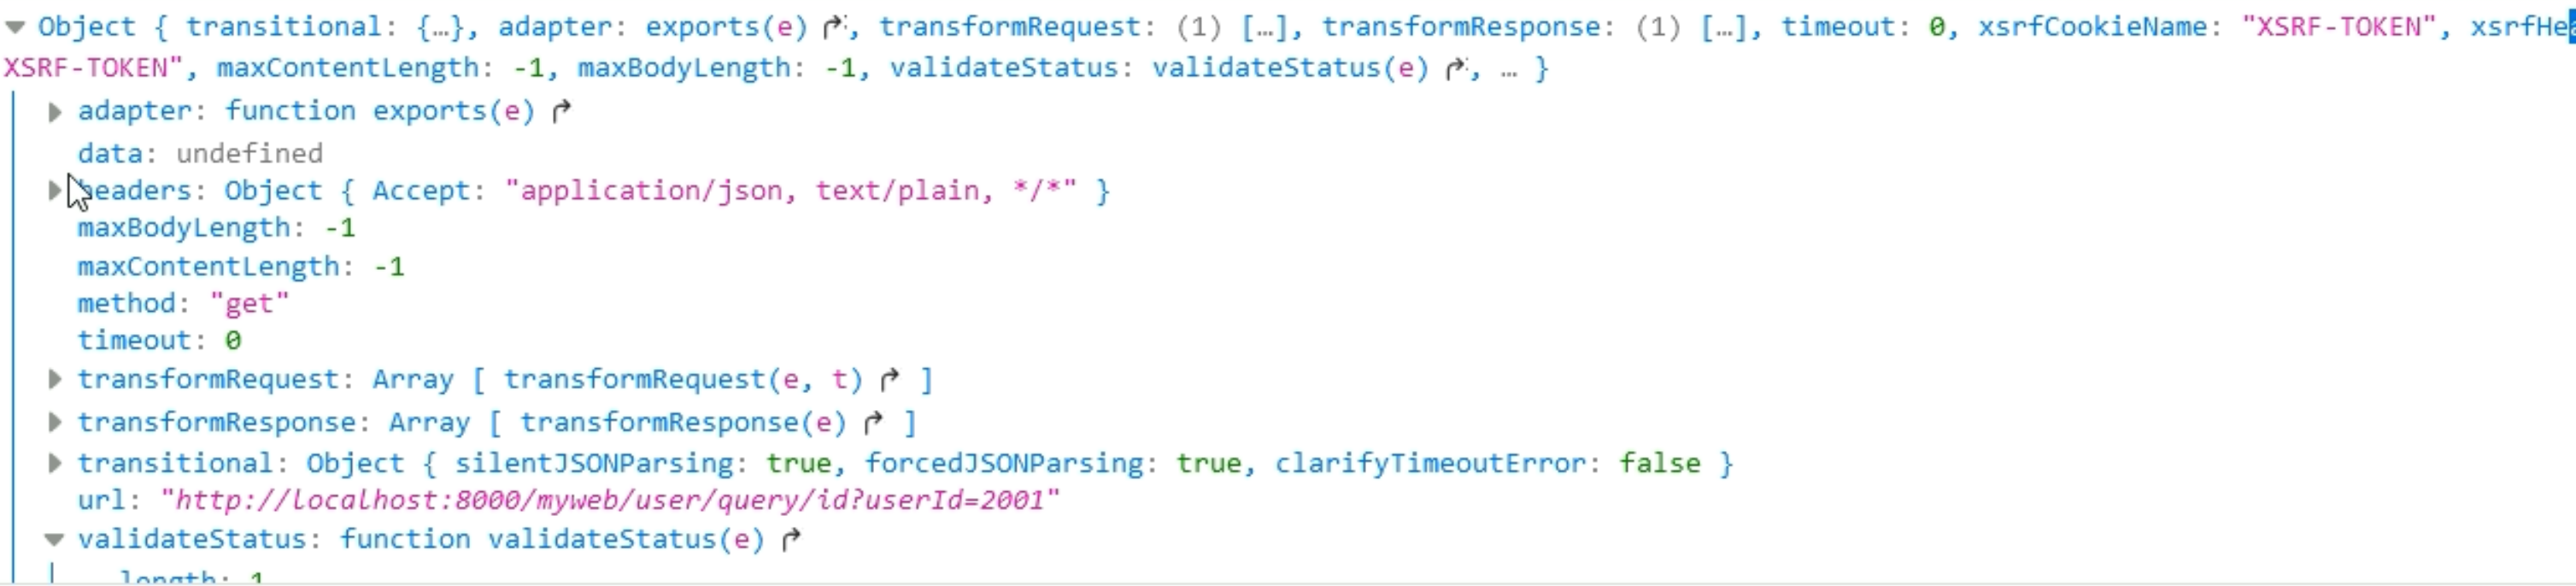 Object { transitional: {…}, adapter: exports(e), transformRequest: (1) […], transformResponse: (1) […], timeout: 0, xsrfCookieName: "XSRF-TOKEN", xsrfHea
XSRF-TOKEN", maxContentLength: -1, maxBodyLength: -1, validateStatus: validateStatus(e), … }
adapter: function exports(e)
data: undefined
headers: Object { Accept: "application/json, text/plain, */*" }
maxBodyLength: -1
maxContentLength: -1
method: "get"
timeout: 0
transformRequest: Array [ transformRequest(e, t) ]
transformResponse: Array [ transformResponse(e) ]
transitional: Object { silentJSONParsing: true, forcedJSONParsing: true, clarifyTimeoutError: false }
url: "http://localhost:8000/myweb/user/query/id?userId=2001"
validateStatus: function validateStatus(e)
length: 1